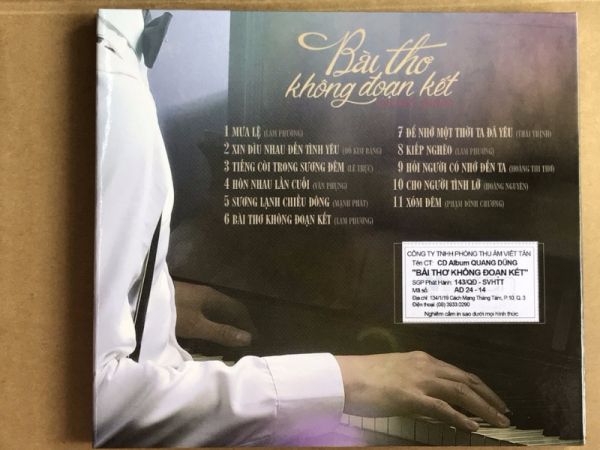 Bài thơ
không đoạn kết
1 MƯA LỆ (LAM PHƯƠNG)
2 XIN DÌU NHAU ĐẾN TÌNH YÊU (ĐỖ KIM BẢNG)
3 TIẾNG CÒI TRONG SƯƠNG ĐÊM (LÊ TRỰC)
4 HÔN NHAU LẦN CUỐI (VĂN PHỤNG)
5 SƯƠNG LẠNH CHIỀU ĐÔNG (MẠNH PHÁT)
6 BÀI THƠ KHÔNG ĐOẠN KẾT (LAM PHƯƠNG)
7 ĐỂ NHỚ MỘT THỜI TA ĐÃ YÊU (THÁI THỊNH)
8 KIẾP NGHÈO (LAM PHƯƠNG)
9 HỎI NGƯỜI CÓ NHỚ ĐẾN TA (HOÀNG THI THƠ)
10 CHO NGƯỜI TÌNH LỠ (HOÀNG NGUYÊN)
11 XÓM ĐÊM (PHẠM ĐÌNH CHƯƠNG)
CÔNG TY TNHH PHÒNG THU ÂM VIẾT TÂN
Tên CT: CD Album QUANG DŨNG
"BÀI THƠ KHÔNG ĐOẠN KẾT"
SGP Phát Hành: 143/QĐ - SVHTT
Mã số: AD 24 - 14
Địa chỉ: 134/1/19 Cách Mạng Tháng Tám, P.10, Q. 3
Điện thoại: (08) 3933.0290
Nghiêm cấm in sao dưới mọi hình thức